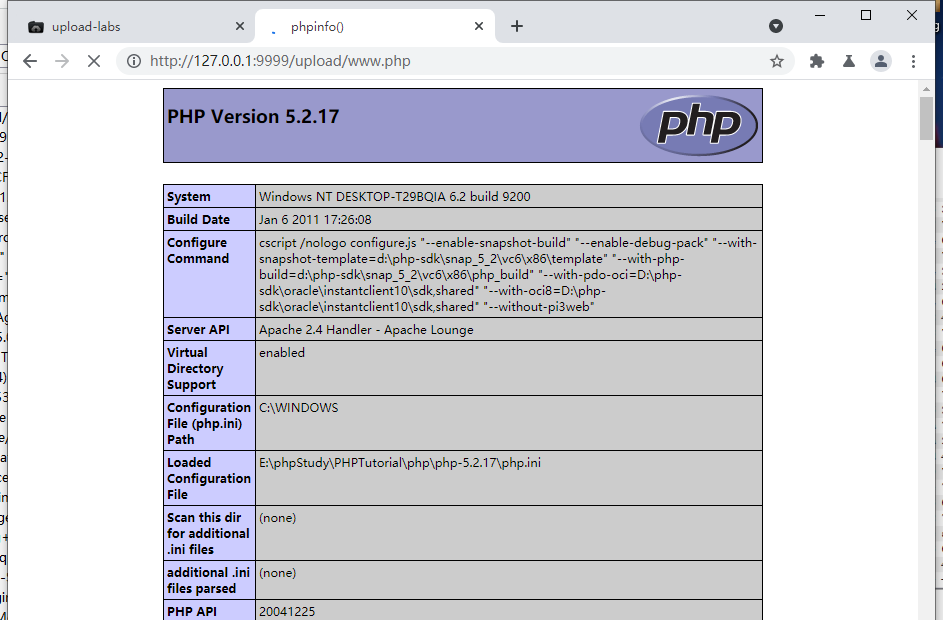 upload-labs
phpinfo()
http://127.0.0.1:9999/upload/www.php
PHP Version 5.2.17
php
System
Windows NT DESKTOP-T29BQIA 6.2 build 9200
Build Date
Jan 6 2011 17:26:08
Configure
Command
cscript /nologo configure.js "--enable-snapshot-build" "--enable-debug-pack" "--with-
snapshot-template=d:\php-sdk\snap_5_2\vc6\x86\template" "--with-php-
build=d:\php-sdk\snap_5_2\vc6\x86\php_build" "--with-pdo-oci=D:\php-
sdk\oracle\instantclient10\sdk,shared" "--with-oci8=D:\php-
sdk\oracle\instantclient10\sdk,shared" "--without-pi3web"
Server API
Apache 2.4 Handler - Apache Lounge
Virtual
Directory
Support
enabled
Configuration
File (php.ini)
Path
C:\WINDOWS
Loaded
Configuration
File
E:\phpStudy\PHPTutorial\php\php-5.2.17\php.ini
Scan this dir
for additional
.ini files
(none)
additional .ini
files parsed
(none)
PHP API
20041225